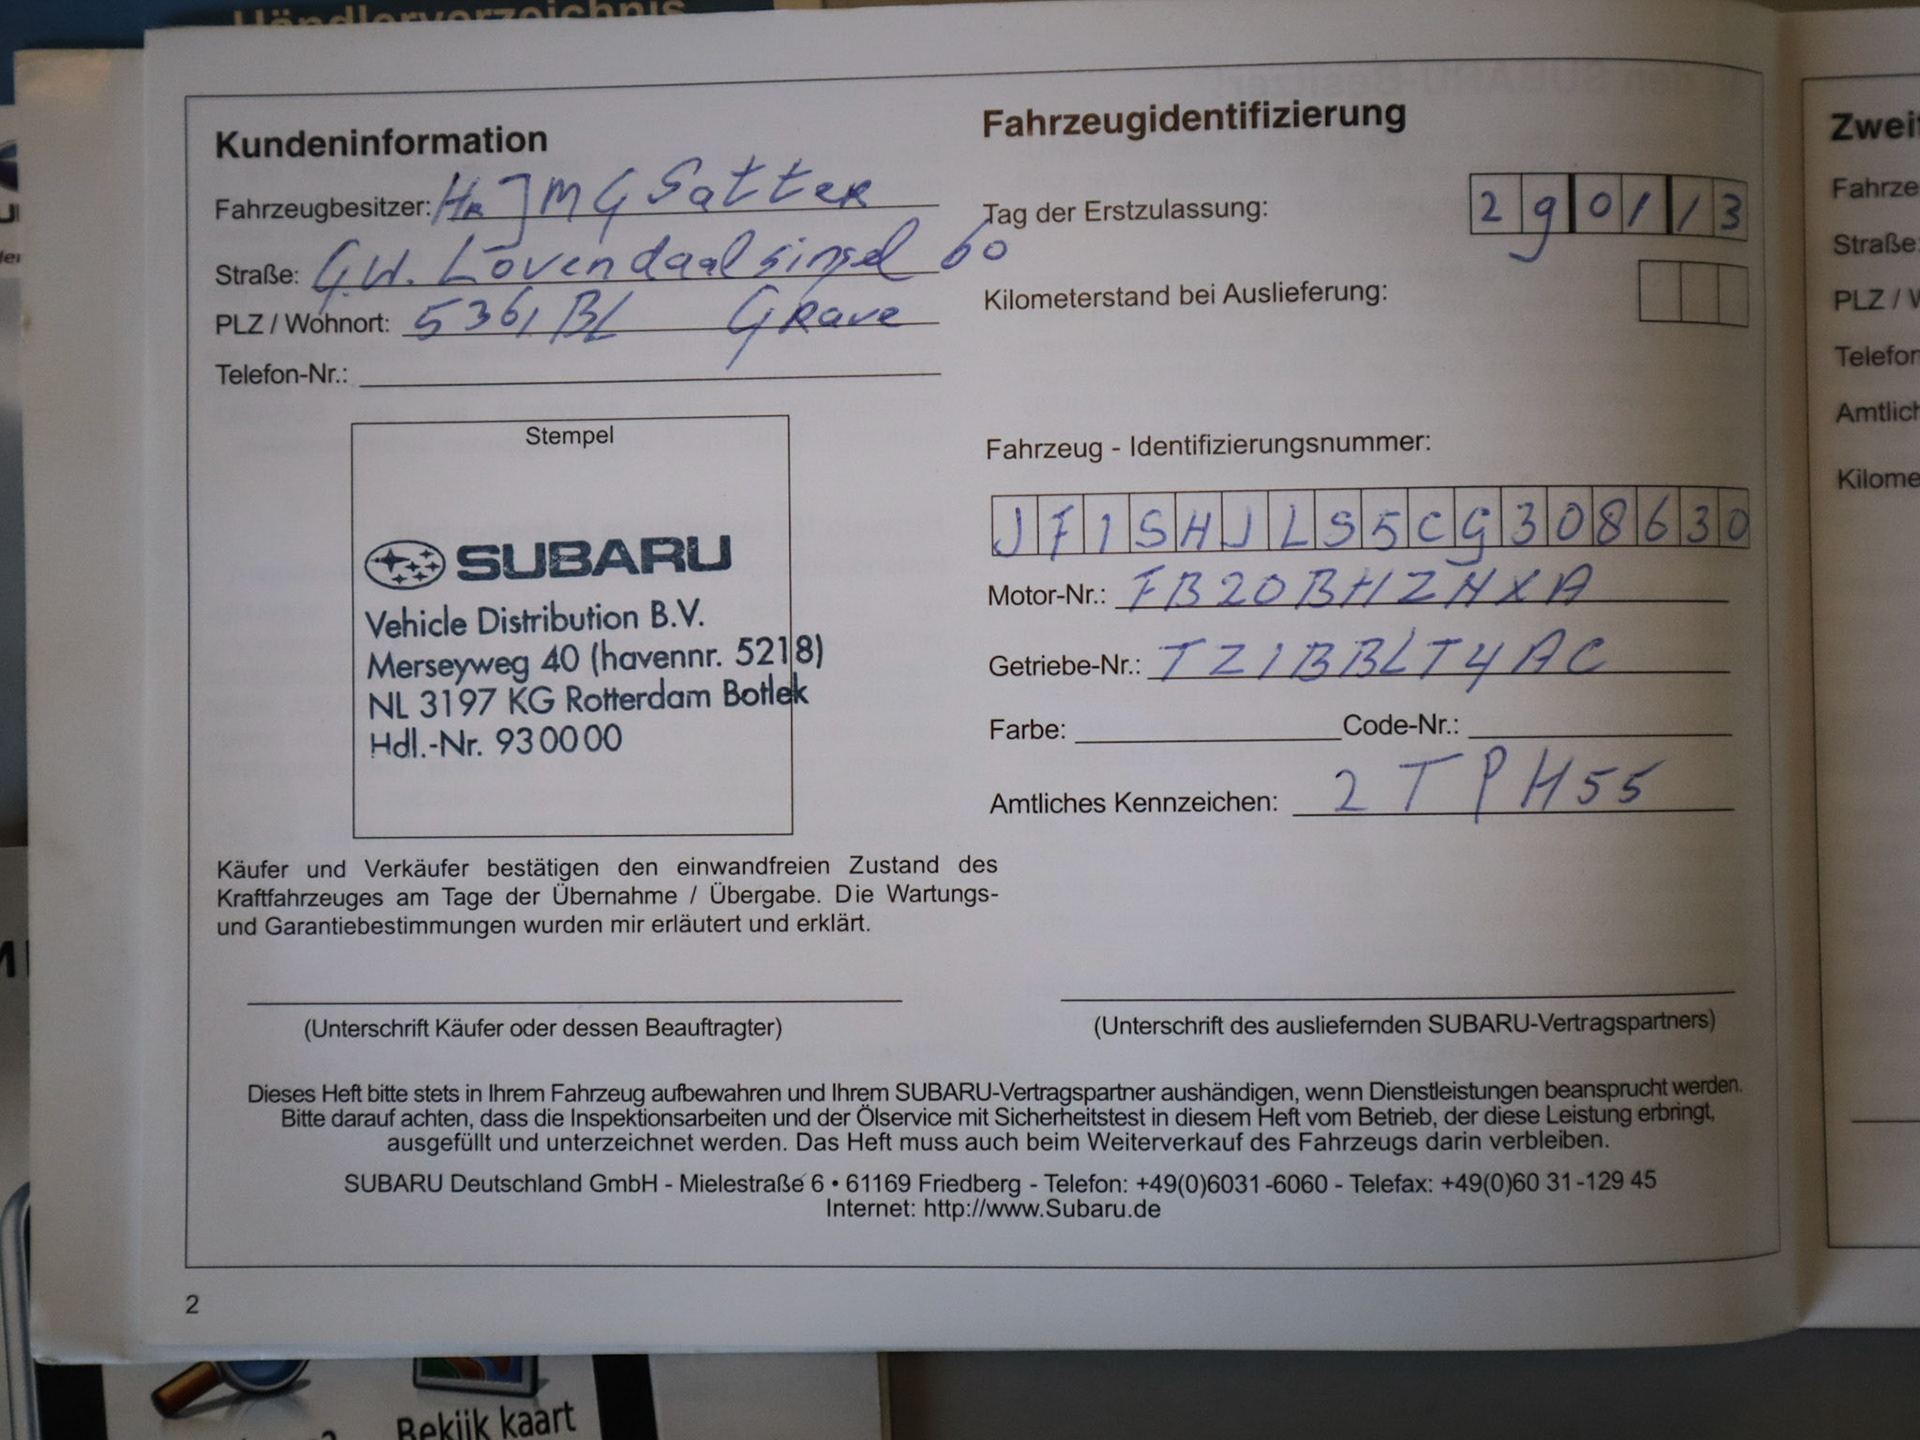 Händlerverzeichnis
Kundeninformation
Fahrzeugbesitzer: Hr JMG Satter
Straße: G.W. Lovendaalsingel 60
PLZ / Wohnort: 5361 BL Grave
Telefon-Nr.:
Stempel
SUBARU
Vehicle Distribution B.V.
Merseyweg 40 (havennr. 5218)
NL 3197 KG Rotterdam Botlek
Hdl.-Nr. 930000
Käufer und Verkäufer bestätigen den einwandfreien Zustand des
Kraftfahrzeuges am Tage der Übernahme / Übergabe. Die Wartungs-
und Garantiebestimmungen wurden mir erläutert und erklärt.
(Unterschrift Käufer oder dessen Beauftragter)
Fahrzeugidentifizierung
Tag der Erstzulassung: 290113
Kilometerstand bei Auslieferung:
Fahrzeug - Identifizierungsnummer:
JF1SHJLS5CG308630
Motor-Nr.: FB20BHZHXA
Getriebe-Nr.: TZ1BBLT4AC
Farbe: Code-Nr.:
Amtliches Kennzeichen: 2TPH55
(Unterschrift des ausliefernden SUBARU-Vertragspartners)
Dieses Heft bitte stets in Ihrem Fahrzeug aufbewahren und Ihrem SUBARU-Vertragspartner aushändigen, wenn Dienstleistungen beansprucht werden.
Bitte darauf achten, dass die Inspektionsarbeiten und der Ölservice mit Sicherheitstest in diesem Heft vom Betrieb, der diese Leistung erbringt,
ausgefüllt und unterzeichnet werden. Das Heft muss auch beim Weiterverkauf des Fahrzeugs darin verbleiben.
SUBARU Deutschland GmbH - Mielestraße 6 • 61169 Friedberg - Telefon: +49(0)6031-6060 - Telefax: +49(0)60 31-129 45
Internet: http://www.Subaru.de
2
Zweit
Fahrze
Straße:
PLZ / W
Telefon
Amtlich
Kilome
Bekijk kaart